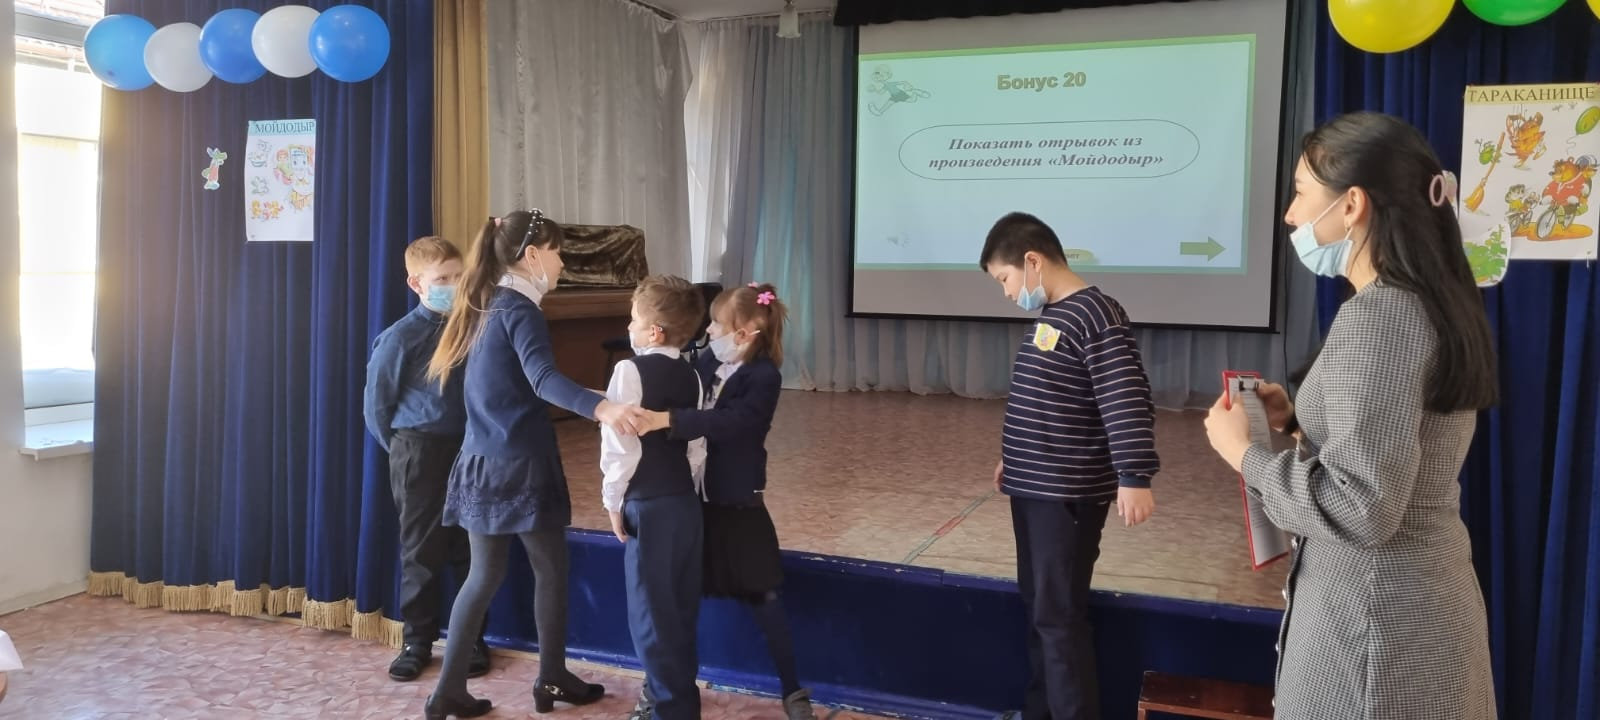 МОЙДОДЫР
Бонус 20
Показать отрывок из
произведения «Мойдодыр»
ТАРАКАНИЩЕ